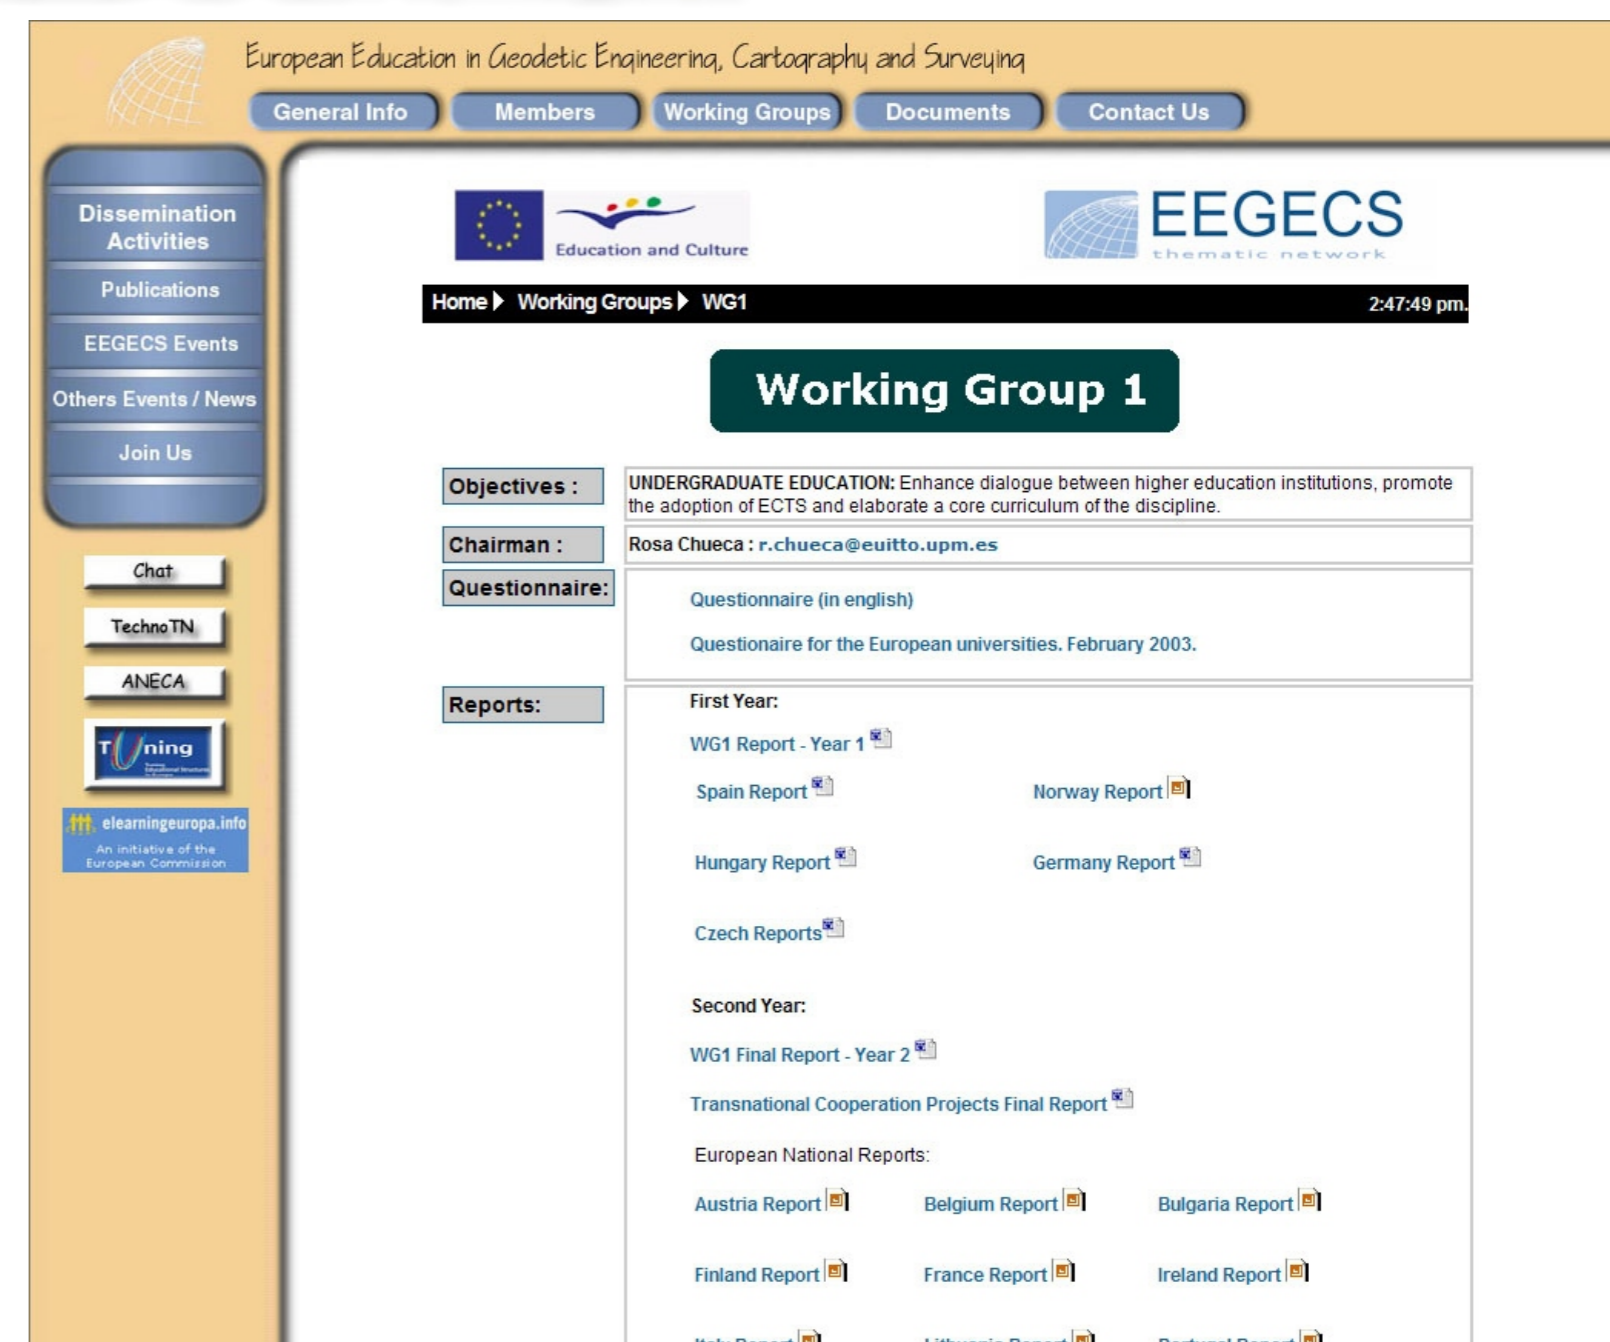 European Education in Geodetic Engineering, Cartography and Surveying
General Info Members Working Groups Documents Contact Us
Dissemination
Activities
Publications
EEGECS Events
Others Events / News
Join Us
Chat
TechnoTN
ANECA
Tuning
elearningeuropa.info
An initiative of the
European Commission
Education and Culture
EEGECS
thematic network
Home Working Groups WG1 2:47:49 pm.
Working Group 1
Objectives :
UNDERGRADUATE EDUCATION: Enhance dialogue between higher education institutions, promote
the adoption of ECTS and elaborate a core curriculum of the discipline.
Chairman :
Rosa Chueca : r.chueca@euitto.upm.es
Questionnaire:
Questionnaire (in english)
Questionaire for the European universities. February 2003.
Reports:
First Year:
WG1 Report - Year 1
Spain Report Norway Report
Hungary Report Germany Report
Czech Reports
Second Year:
WG1 Final Report - Year 2
Transnational Cooperation Projects Final Report
European National Reports:
Austria Report Belgium Report Bulgaria Report
Finland Report France Report Ireland Report
Italy Report Lithuania Report Portugal Report